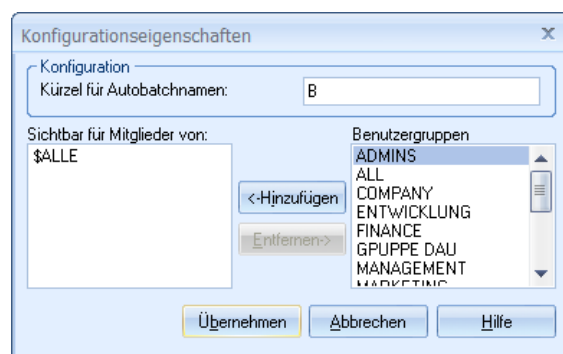 Konfigurationseigenschaften
Konfiguration
Kürzel für Autobatchnamen: B
Sichtbar für Mitglieder von:
$ALLE
<-Hinzufügen
Entfernen->
Benutzergruppen
ADMINS
ALL
COMPANY
ENTWICKLUNG
FINANCE
GPUPPE DAU
MANAGEMENT
MARKETING
Übernehmen Abbrechen Hilfe